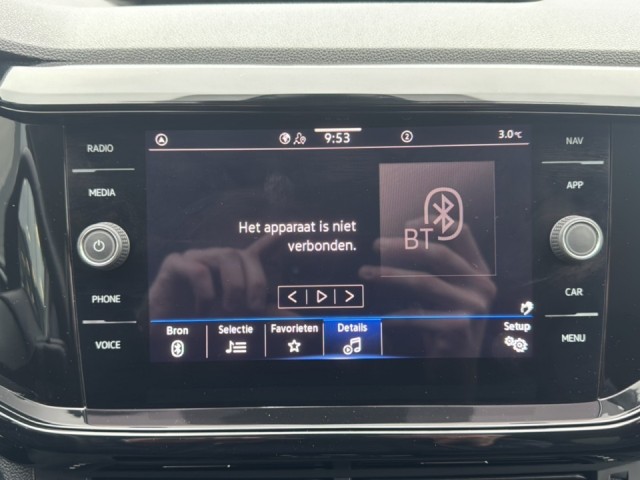 9:53
2
3.0°C
RADIO
MEDIA
PHONE
VOICE
NAV
APP
CAR
MENU
Het apparaat is niet
verbonden.
BT
Bron
Selectie
Favorieten
Details
Setup